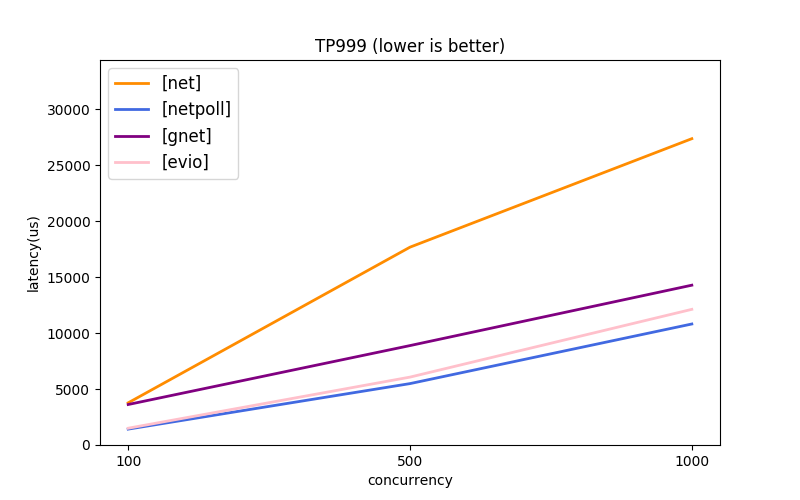 TP999 (lower is better)
[net]
[netpoll]
[gnet]
[evio]
30000
25000
20000
15000
10000
5000
0
latency(us)
100
500
1000
concurrency